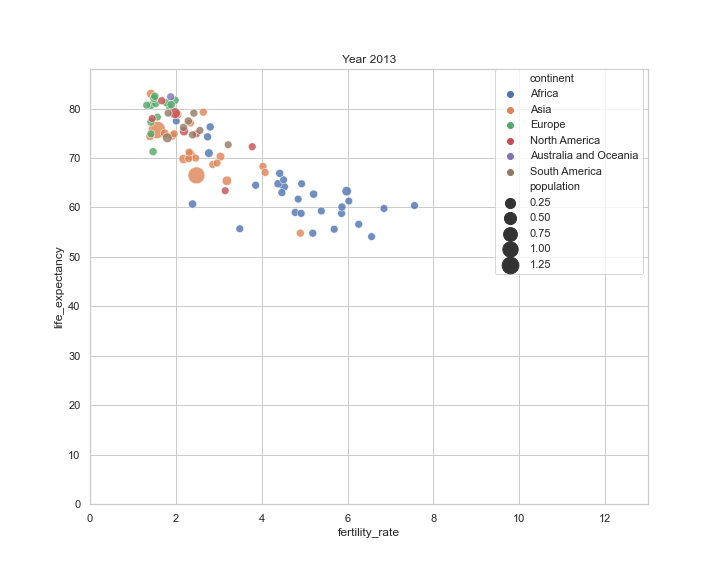 Year 2013
continent
Africa
Asia
Europe
North America
Australia and Oceania
South America
population
0.25
0.50
0.75
1.00
1.25
life_expectancy
80
70
60
50
40
30
20
10
0
0 2 4 6 8 10 12
fertility_rate